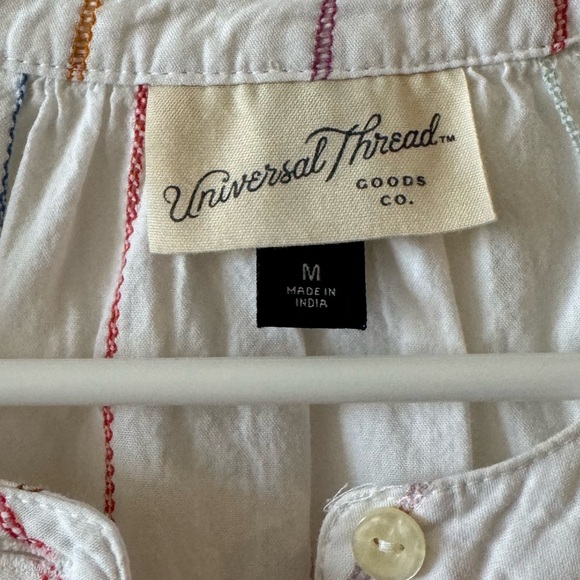 Universal Thread™
GOODS
CO.
M
MADE IN
INDIA